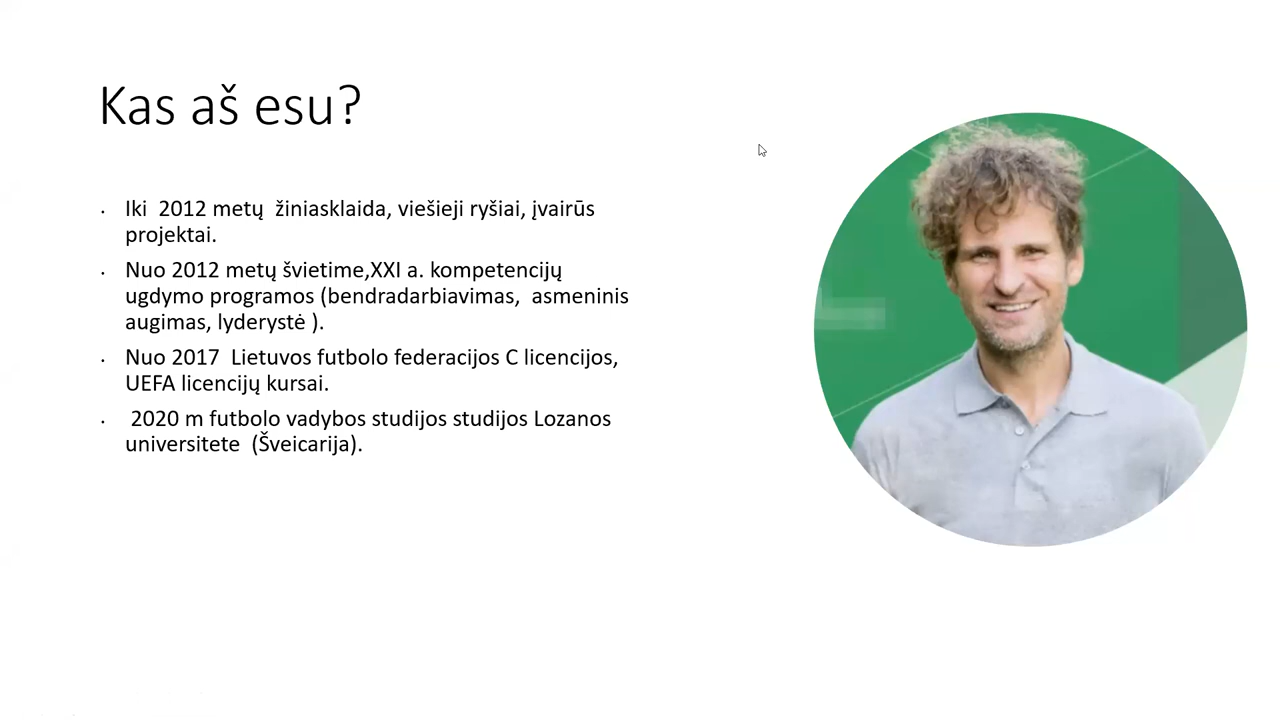 Kas aš esu?
• Iki 2012 metų žiniasklaida, viešieji ryšiai, įvairūs
projektai.
• Nuo 2012 metų švietime,XXI a. kompetencijų
ugdymo programos (bendradarbiavimas, asmeninis
augimas, lyderystė ).
• Nuo 2017 Lietuvos futbolo federacijos C licencijos,
UEFA licencijų kursai.
• 2020 m futbolo vadybos studijos studijos Lozanos
universitete (Šveicarija).